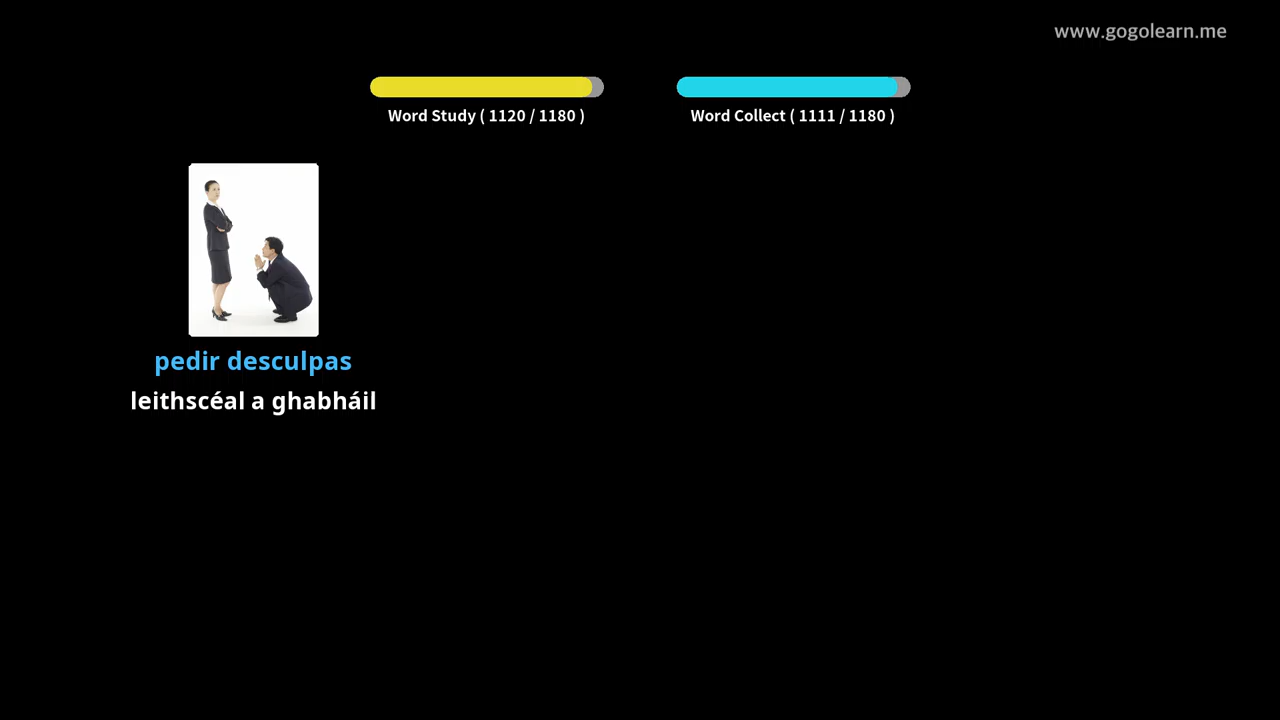 www.gogolearn.me
Word Study ( 1120 / 1180 )
Word Collect ( 1111 / 1180 )
pedir desculpas
leithscéal a ghabháil